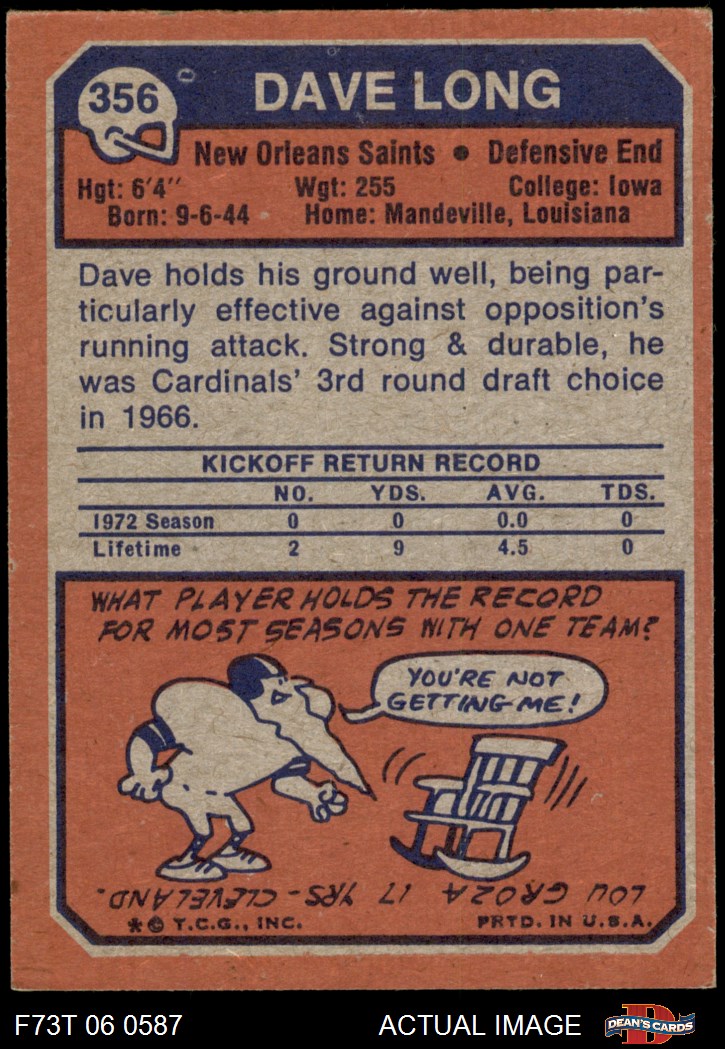 356
DAVE LONG
New Orleans Saints • Defensive End
Hgt: 6'4" Wgt: 255 College: Iowa
Born: 9-6-44 Home: Mandeville, Louisiana
Dave holds his ground well, being par-
ticularly effective against opposition's
running attack. Strong & durable, he
was Cardinals' 3rd round draft choice
in 1966.
KICKOFF RETURN RECORD
NO. YDS. AVG. TDS.
1972 Season 0 0 0.0 0
Lifetime 2 9 4.5 0
WHAT PLAYER HOLDS THE RECORD
FOR MOST SEASONS WITH ONE TEAM?
YOU'RE NOT
GETTING ME!
LOU GROZA 17 YRS-CLEVELAND.
*© T.C.G., INC. PRTD. IN U.S.A.
F73T 06 0587 ACTUAL IMAGE
D
DEAN'S CARDS